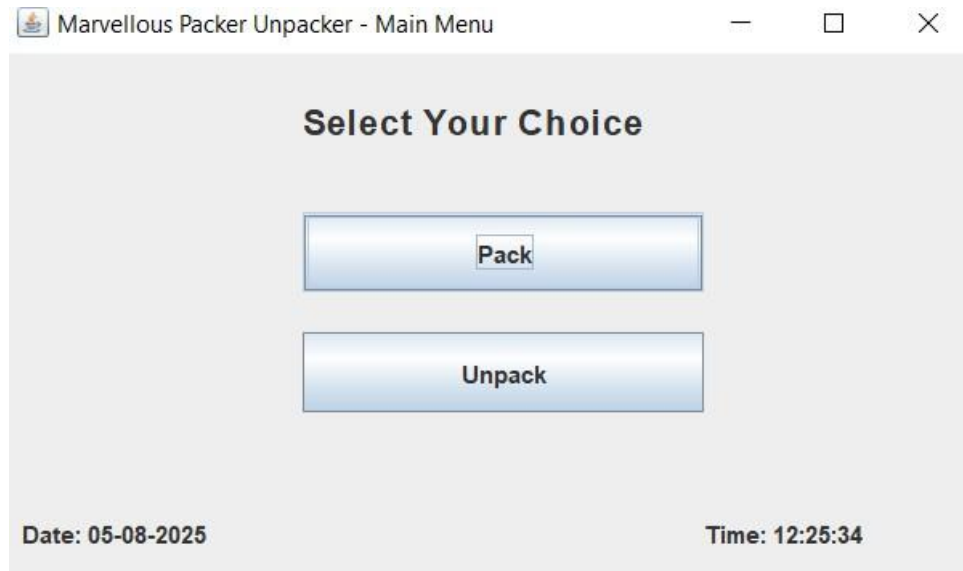 Marvellous Packer Unpacker - Main Menu
Select Your Choice
Pack
Unpack
Date: 05-08-2025 Time: 12:25:34